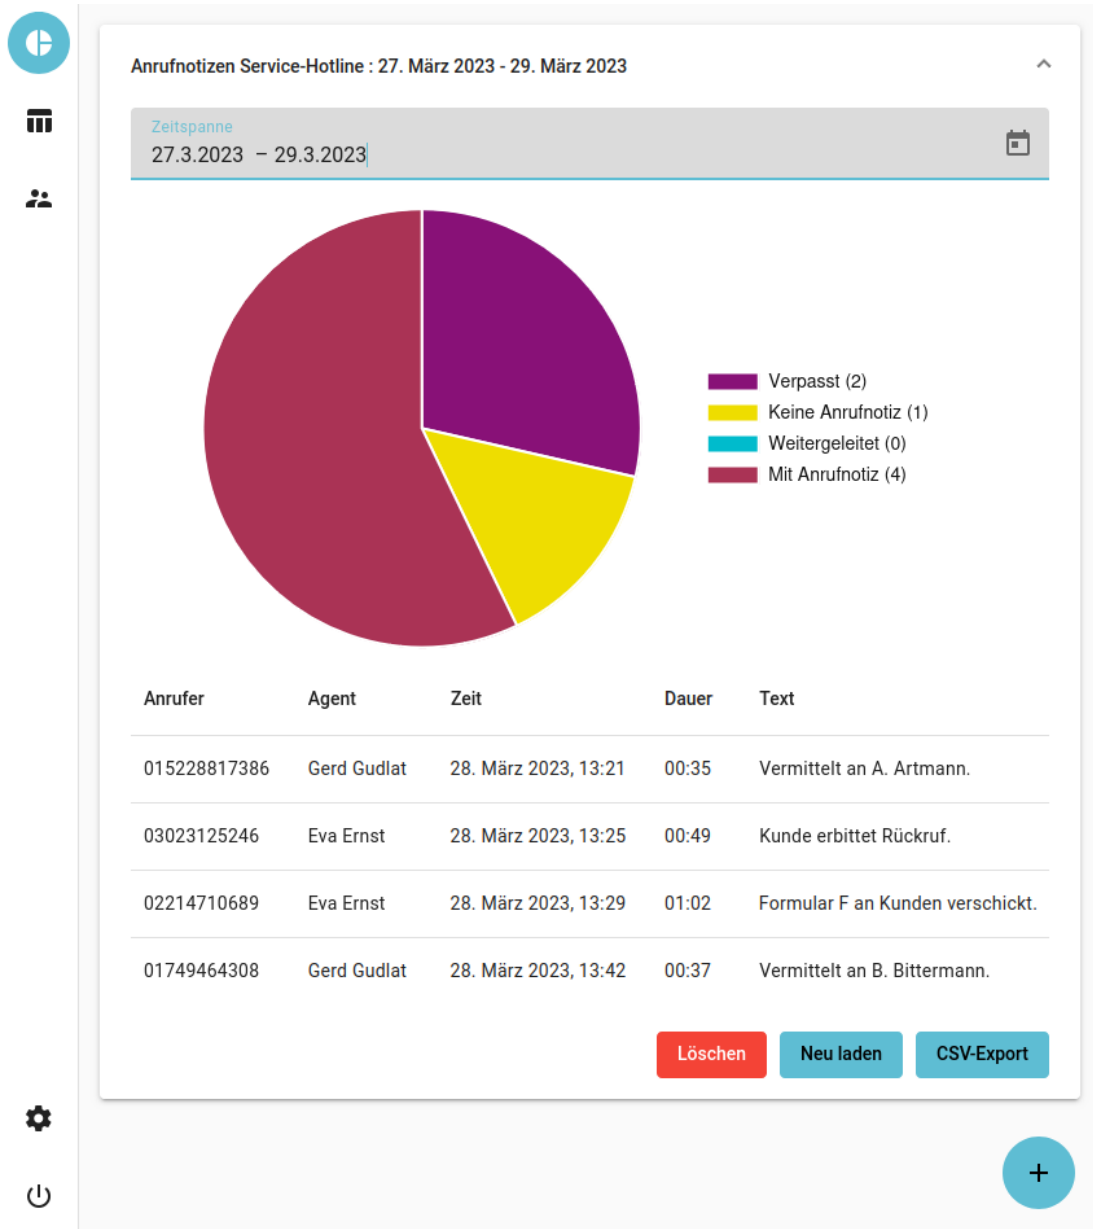 Anrufnotizen Service-Hotline : 27. März 2023 - 29. März 2023
Zeitspanne
27.3.2023 – 29.3.2023
Verpasst (2)
Keine Anrufnotiz (1)
Weitergeleitet (0)
Mit Anrufnotiz (4)
Anrufer Agent Zeit Dauer Text
015228817386 Gerd Gudlat 28. März 2023, 13:21 00:35 Vermittelt an A. Artmann.
03023125246 Eva Ernst 28. März 2023, 13:25 00:49 Kunde erbittet Rückruf.
02214710689 Eva Ernst 28. März 2023, 13:29 01:02 Formular F an Kunden verschickt.
01749464308 Gerd Gudlat 28. März 2023, 13:42 00:37 Vermittelt an B. Bittermann.
Löschen Neu laden CSV-Export